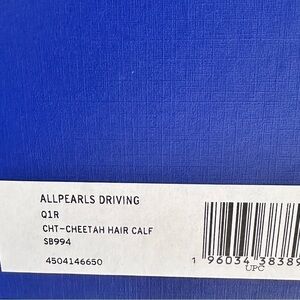 ALLPEARLS DRIVING
Q1R
CHT-CHEETAH HAIR CALF
SB994
4504146650
1 96034 38389
UPC